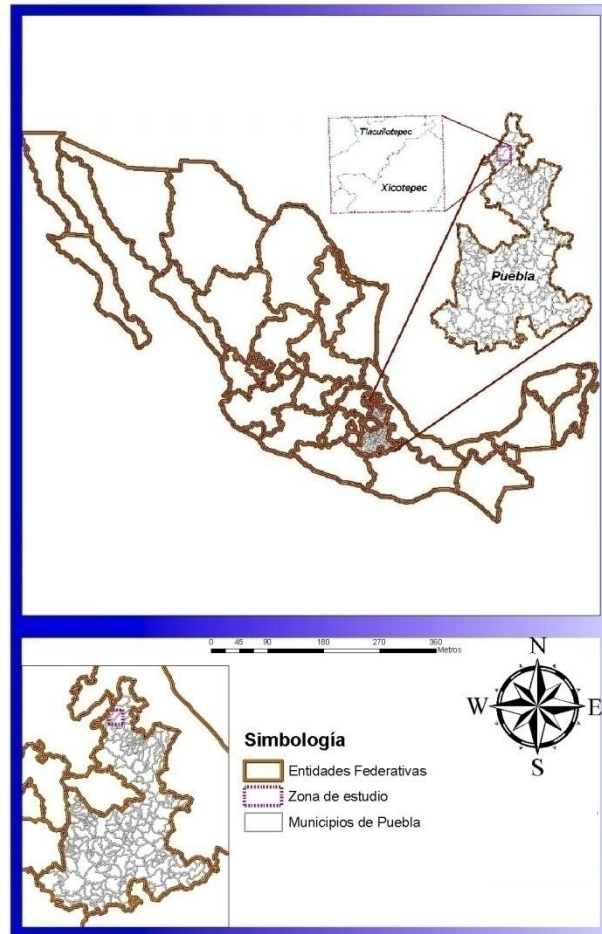 Tlacuilotepec
Xicotepec
Puebla
0 45 90 180 270 360
Metros
N
W E
S
Simbología
Entidades Federativas
Zona de estudio
Municipios de Puebla